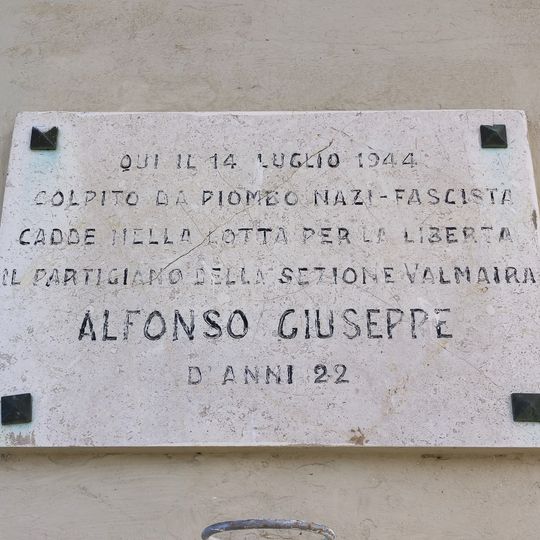 QUI IL 14 LUGLIO 1944
COLPITO DA PIOMBO NAZI-FASCISTA
CADDE NELLA LOTTA PER LA LIBERTA
IL PARTIGIANO DELLA SEZIONE VALMAIRA
ALFONSO GIUSEPPE
D'ANNI 22